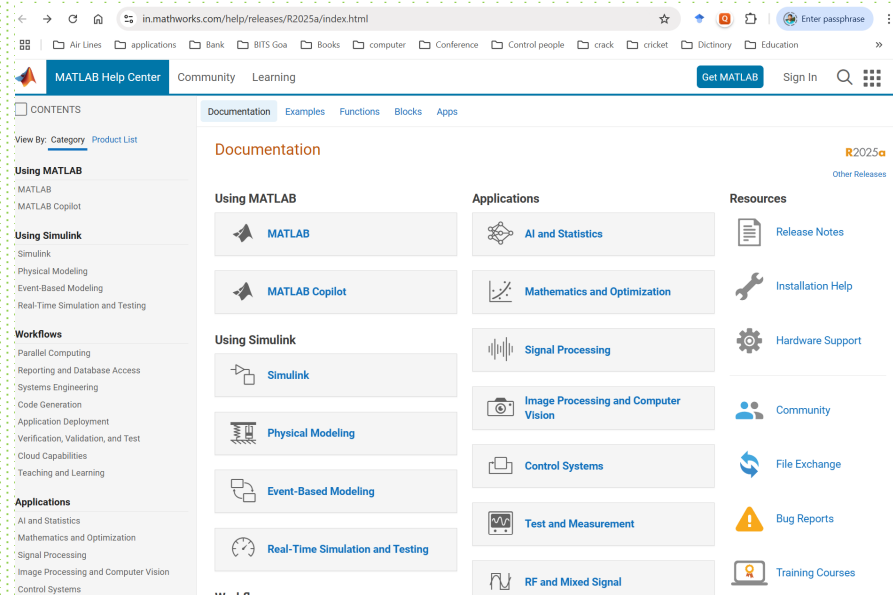 in.mathworks.com/help/releases/R2025a/index.html
Q
Enter passphrase
Air Lines applications Bank BITS Goa Books computer Conference Control people crack cricket Dictinory Education
MATLAB Help Center Community Learning Get MATLAB Sign In
CONTENTS
Documentation Examples Functions Blocks Apps
View By: Category Product List
Using MATLAB
MATLAB
MATLAB Copilot
Using Simulink
Simulink
Physical Modeling
Event-Based Modeling
Real-Time Simulation and Testing
Workflows
Parallel Computing
Reporting and Database Access
Systems Engineering
Code Generation
Application Deployment
Verification, Validation, and Test
Cloud Capabilities
Teaching and Learning
Applications
AI and Statistics
Mathematics and Optimization
Signal Processing
Image Processing and Computer Vision
Control Systems
Documentation
R2025a
Other Releases
Using MATLAB
MATLAB
MATLAB Copilot
Using Simulink
Simulink
Physical Modeling
Event-Based Modeling
Real-Time Simulation and Testing
Applications
AI and Statistics
Mathematics and Optimization
Signal Processing
Image Processing and Computer
Vision
Control Systems
Test and Measurement
RF and Mixed Signal
Resources
Release Notes
Installation Help
Hardware Support
Community
File Exchange
Bug Reports
Training Courses